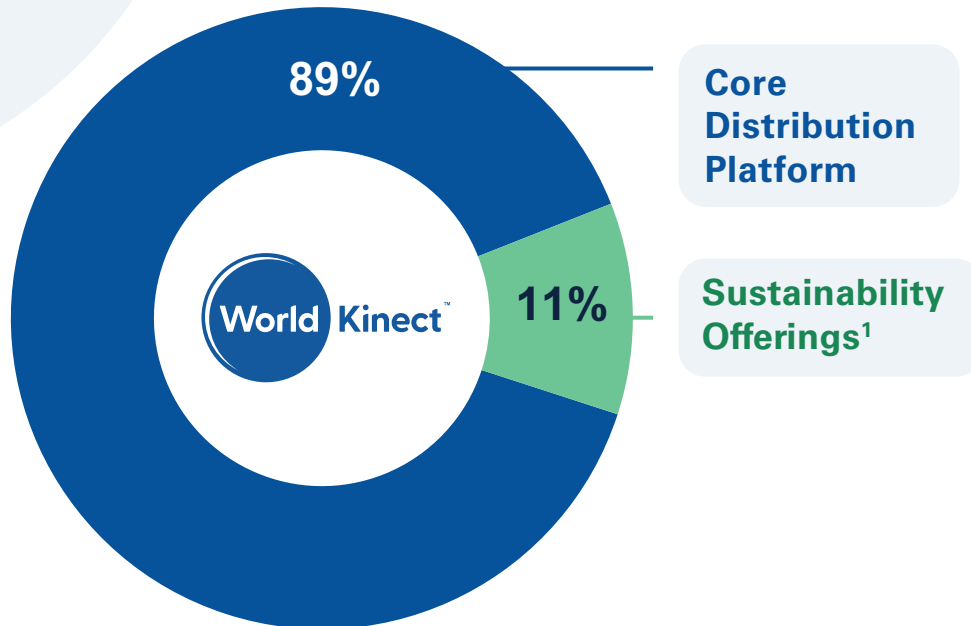 89%
Core
Distribution
Platform
11%
Sustainability
Offerings¹
World Kinect™